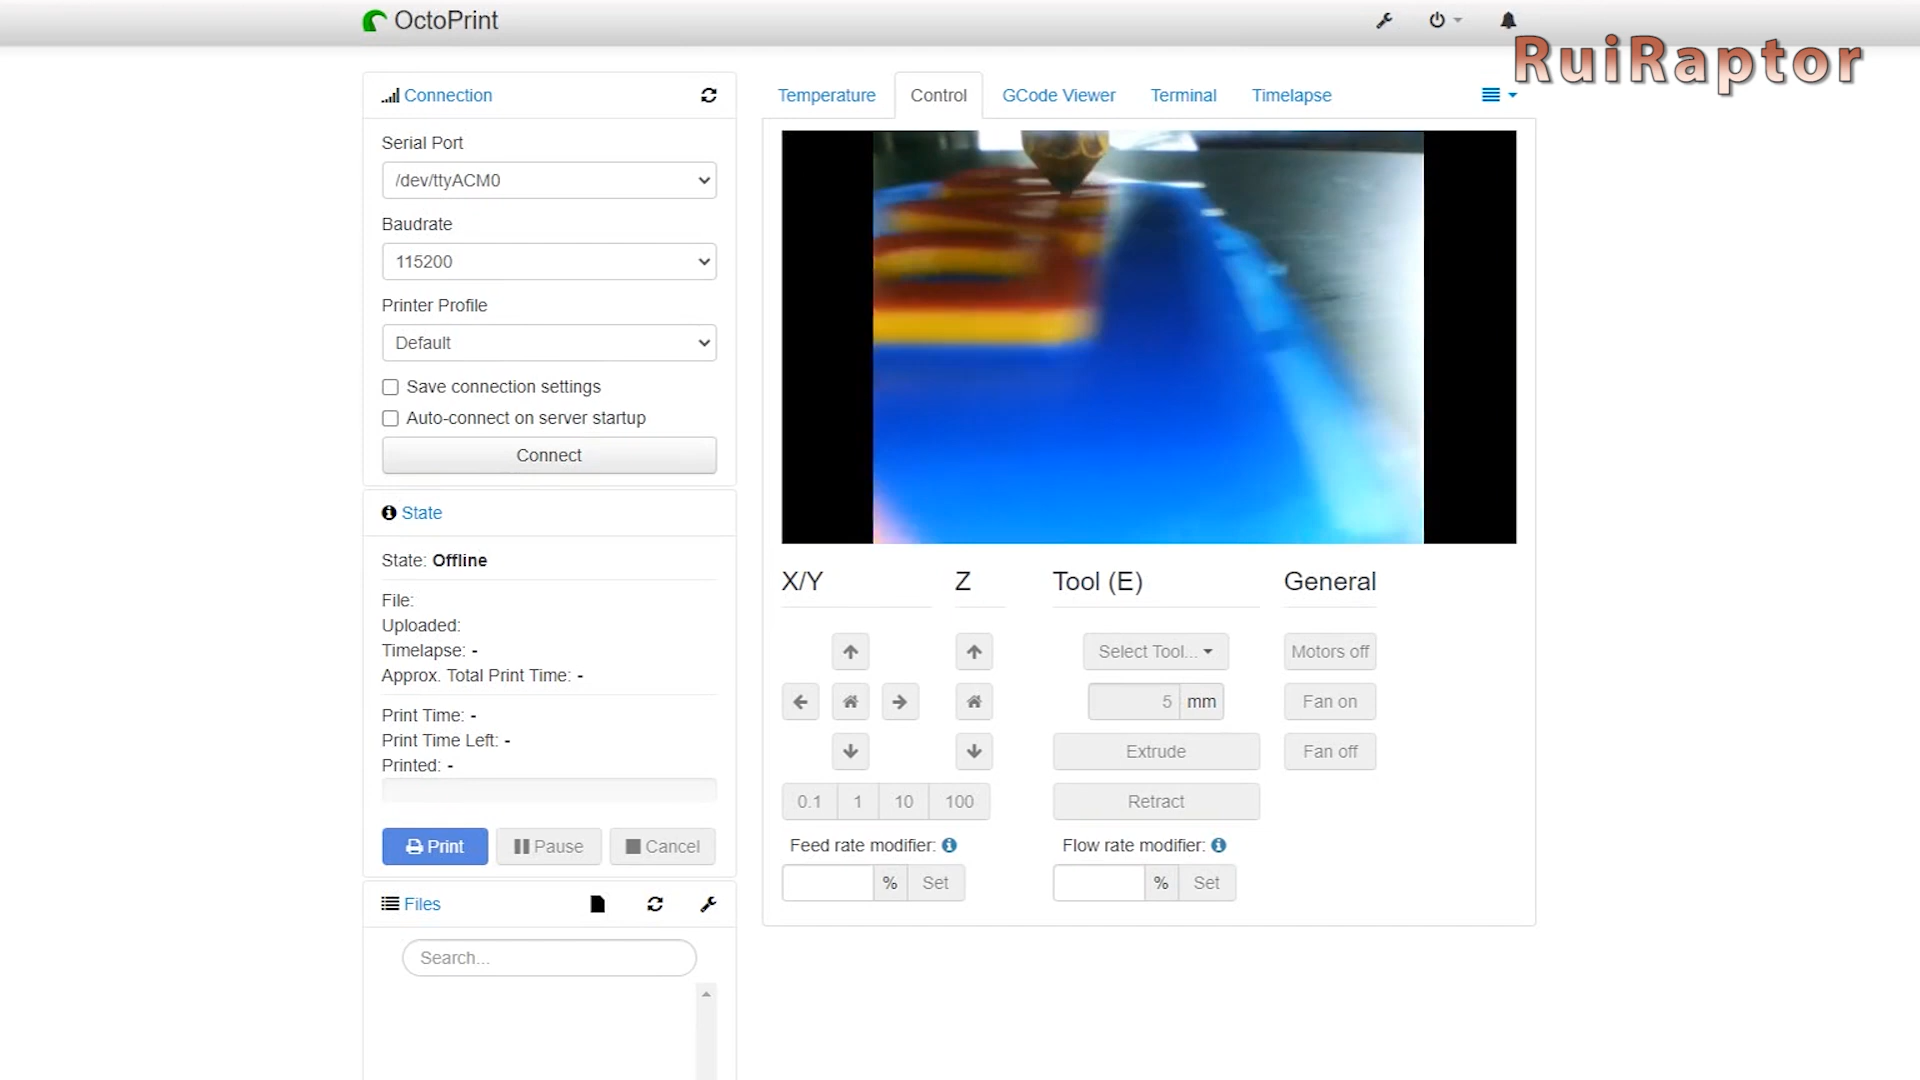 OctoPrint
RuiRaptor
Connection
Serial Port
/dev/ttyACM0
Baudrate
115200
Printer Profile
Default
Save connection settings
Auto-connect on server startup
Connect
State
State: Offline
File:
Uploaded:
Timelapse: -
Approx. Total Print Time: -
Print Time: -
Print Time Left: -
Printed: -
Print Pause Cancel
Files
Search...
Temperature Control GCode Viewer Terminal Timelapse
X/Y Z Tool (E) General
Select Tool... Motors off
5 mm Fan on
Extrude Fan off
0.1 1 10 100 Retract
Feed rate modifier: Flow rate modifier:
% Set % Set